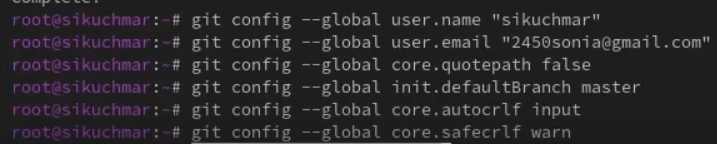 root@sikuchmar:~# git config --global user.name "sikuchmar"
root@sikuchmar:~# git config --global user.email "2450sonia@gmail.com"
root@sikuchmar:~# git config --global core.quotepath false
root@sikuchmar:~# git config --global init.defaultBranch master
root@sikuchmar:~# git config --global core.autocrlf input
root@sikuchmar:~# git config --global core.safecrlf warn